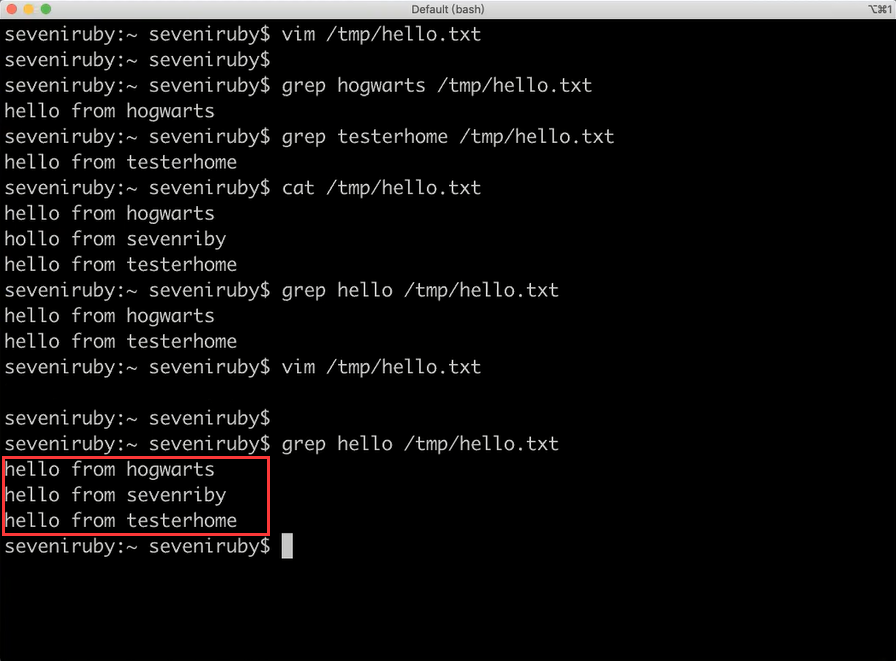 Default (bash)
⌥⌘1
seveniruby:~ seveniruby$ vim /tmp/hello.txt
seveniruby:~ seveniruby$
seveniruby:~ seveniruby$ grep hogwarts /tmp/hello.txt
hello from hogwarts
seveniruby:~ seveniruby$ grep testerhome /tmp/hello.txt
hello from testerhome
seveniruby:~ seveniruby$ cat /tmp/hello.txt
hello from hogwarts
hollo from sevenriby
hello from testerhome
seveniruby:~ seveniruby$ grep hello /tmp/hello.txt
hello from hogwarts
hello from testerhome
seveniruby:~ seveniruby$ vim /tmp/hello.txt
seveniruby:~ seveniruby$
seveniruby:~ seveniruby$ grep hello /tmp/hello.txt
hello from hogwarts
hello from sevenriby
hello from testerhome
seveniruby:~ seveniruby$